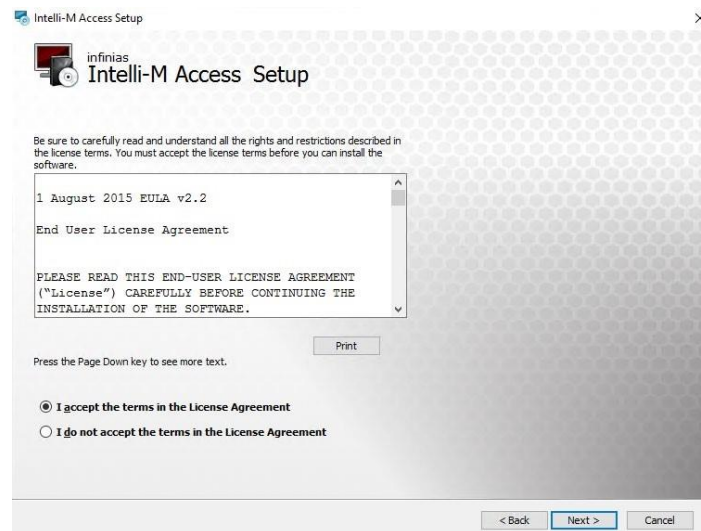 Intelli-M Access Setup
infinias
Intelli-M Access Setup
Be sure to carefully read and understand all the rights and restrictions described in
the license terms. You must accept the license terms before you can install the
software.
1 August 2015 EULA v2.2
End User License Agreement
PLEASE READ THIS END-USER LICENSE AGREEMENT
("License") CAREFULLY BEFORE CONTINUING THE
INSTALLATION OF THE SOFTWARE.
Print
Press the Page Down key to see more text.
I accept the terms in the License Agreement
I do not accept the terms in the License Agreement
< Back Next > Cancel